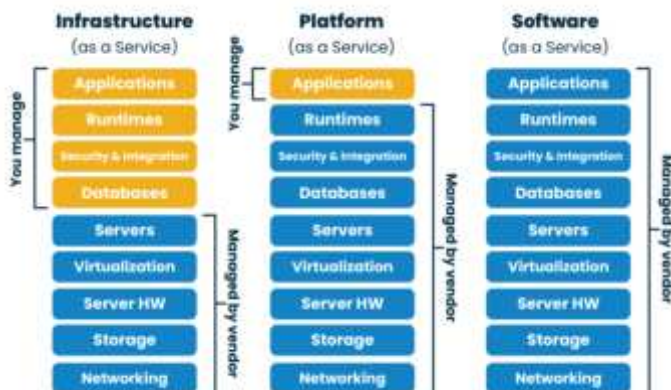 Infrastructure
(as a Service)
You manage
Applications
Runtimes
Security & Integration
Databases
Servers
Virtualization
Server HW
Storage
Networking
Managed by vendor
Platform
(as a Service)
You manage
Applications
Runtimes
Security & Integration
Databases
Servers
Virtualization
Server HW
Storage
Networking
Managed by vendor
Software
(as a Service)
Applications
Runtimes
Security & Integration
Databases
Servers
Virtualization
Server HW
Storage
Networking
Managed by vendor